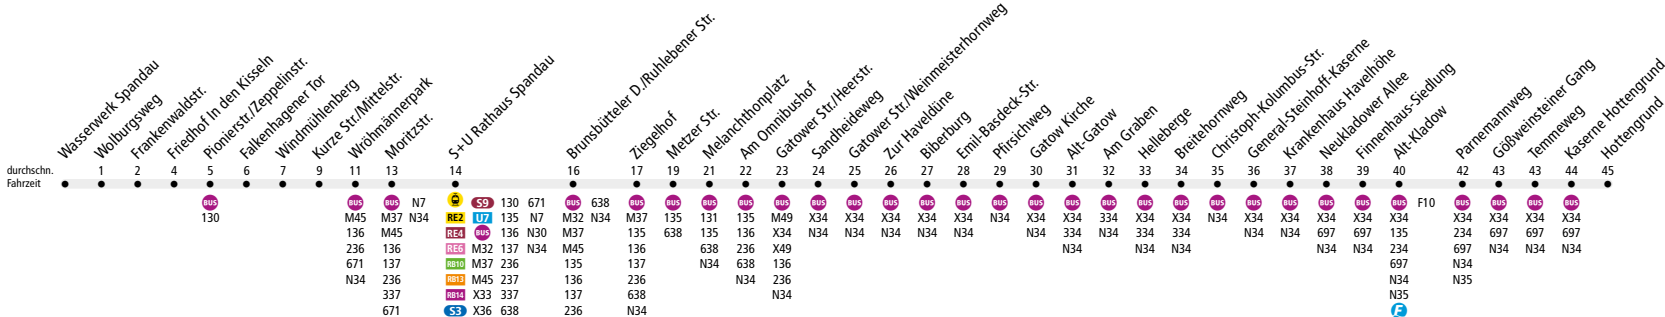 Wasserwerk Spandau
Wolburgsweg
Frankenwaldstr.
Friedhof In den Kisseln
Pionierstr./Zeppelinstr.
Falkenhagener Tor
Windmühlenberg
Kurze Str./Mittelstr.
Wröhmännerpark
Moritzstr.
S+U Rathaus Spandau
Brunsbütteler D./Ruhlebener Str.
Ziegelhof
Metzer Str.
Melanchthonplatz
Am Omnibushof
Gatower Str./Heerstr.
Sandheideweg
Gatower Str./Weinmeisterhornweg
Zur Haveldüne
Biberburg
Emil-Basdeck-Str.
Pfirsichweg
Gatow Kirche
Alt-Gatow
Am Graben
Helleberge
Breitehornweg
Christoph-Kolumbus-Str.
General-Steinhoff-Kaserne
Krankenhaus Havelhöhe
Neukladower Allee
Finnenhaus-Siedlung
Alt-Kladow
Parnemannweg
Gößweinsteiner Gang
Temmeweg
Kaserne Hottengrund
Hottengrund
durchschn. 1 2 4 5 6 7 9 11 13 14 16 17 19 21 22 23 24 25 26 27 28 29 30 31 32 33 34 35 36 37 38 39 40 42 43 43 44 45
Fahrzeit
BUS BUS BUS N7 S9 130 671 BUS 638 BUS BUS BUS BUS BUS BUS BUS BUS BUS BUS BUS BUS BUS BUS BUS BUS BUS BUS BUS BUS BUS BUS F10 BUS BUS BUS BUS
130 M45 M37 N34 RE2 U7 135 N7 M32 N34 M37 135 131 135 M49 X34 X34 X34 X34 X34 N34 X34 X34 334 X34 X34 N34 X34 X34 X34 X34 X34 X34 X34 X34 X34
136 M45 RE4 BUS 136 N30 M37 135 638 135 136 X34 N34 N34 N34 N34 N34 N34 334 N34 334 334 N34 N34 697 697 135 234 697 697 697
236 136 RE6 M32 137 N34 M45 136 638 236 X49 N34 N34 N34 N34 N34 234 697 N34 N34 N34
671 137 RB10 M37 236 135 137 N34 638 136 697 N34
N34 236 RB13 M45 237 136 236 N34 236 N34 N35
337 RB14 X33 337 137 638 N34 N35
671 S3 X36 638 236 N34 F